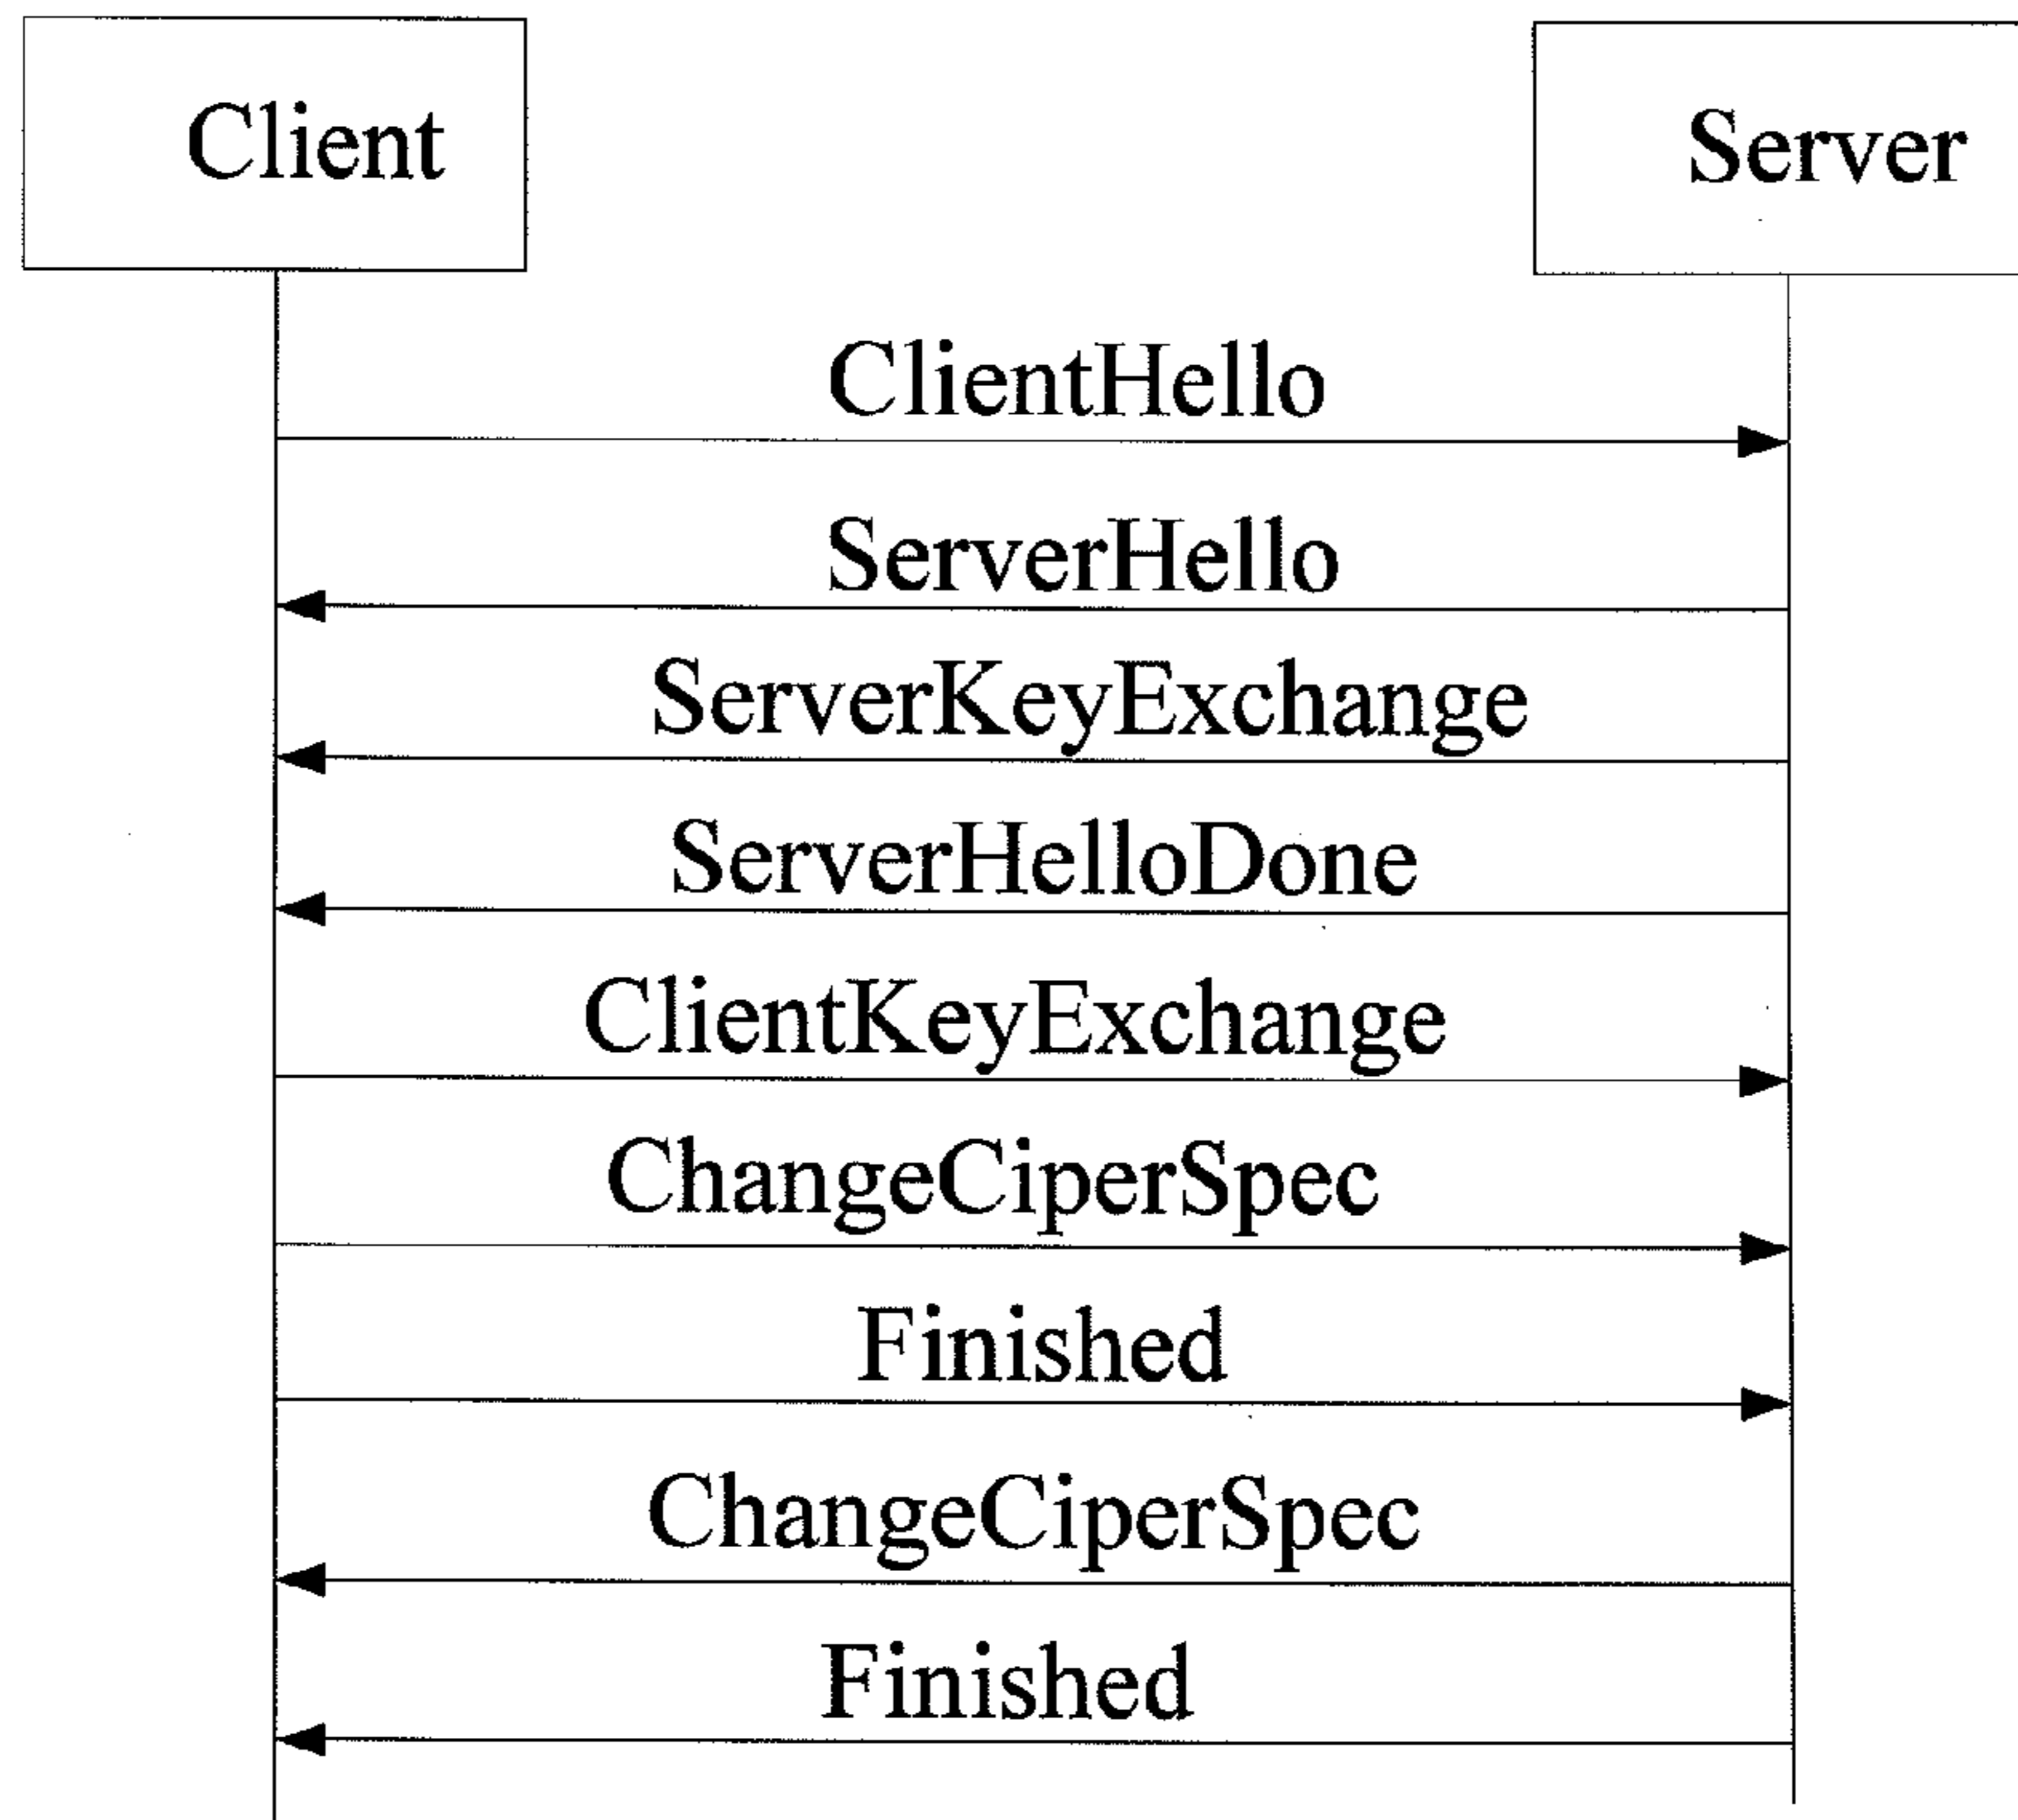 Client
Server
ClientHello
ServerHello
ServerKeyExchange
ServerHelloDone
ClientKeyExchange
ChangeCiperSpec
Finished
ChangeCiperSpec
Finished